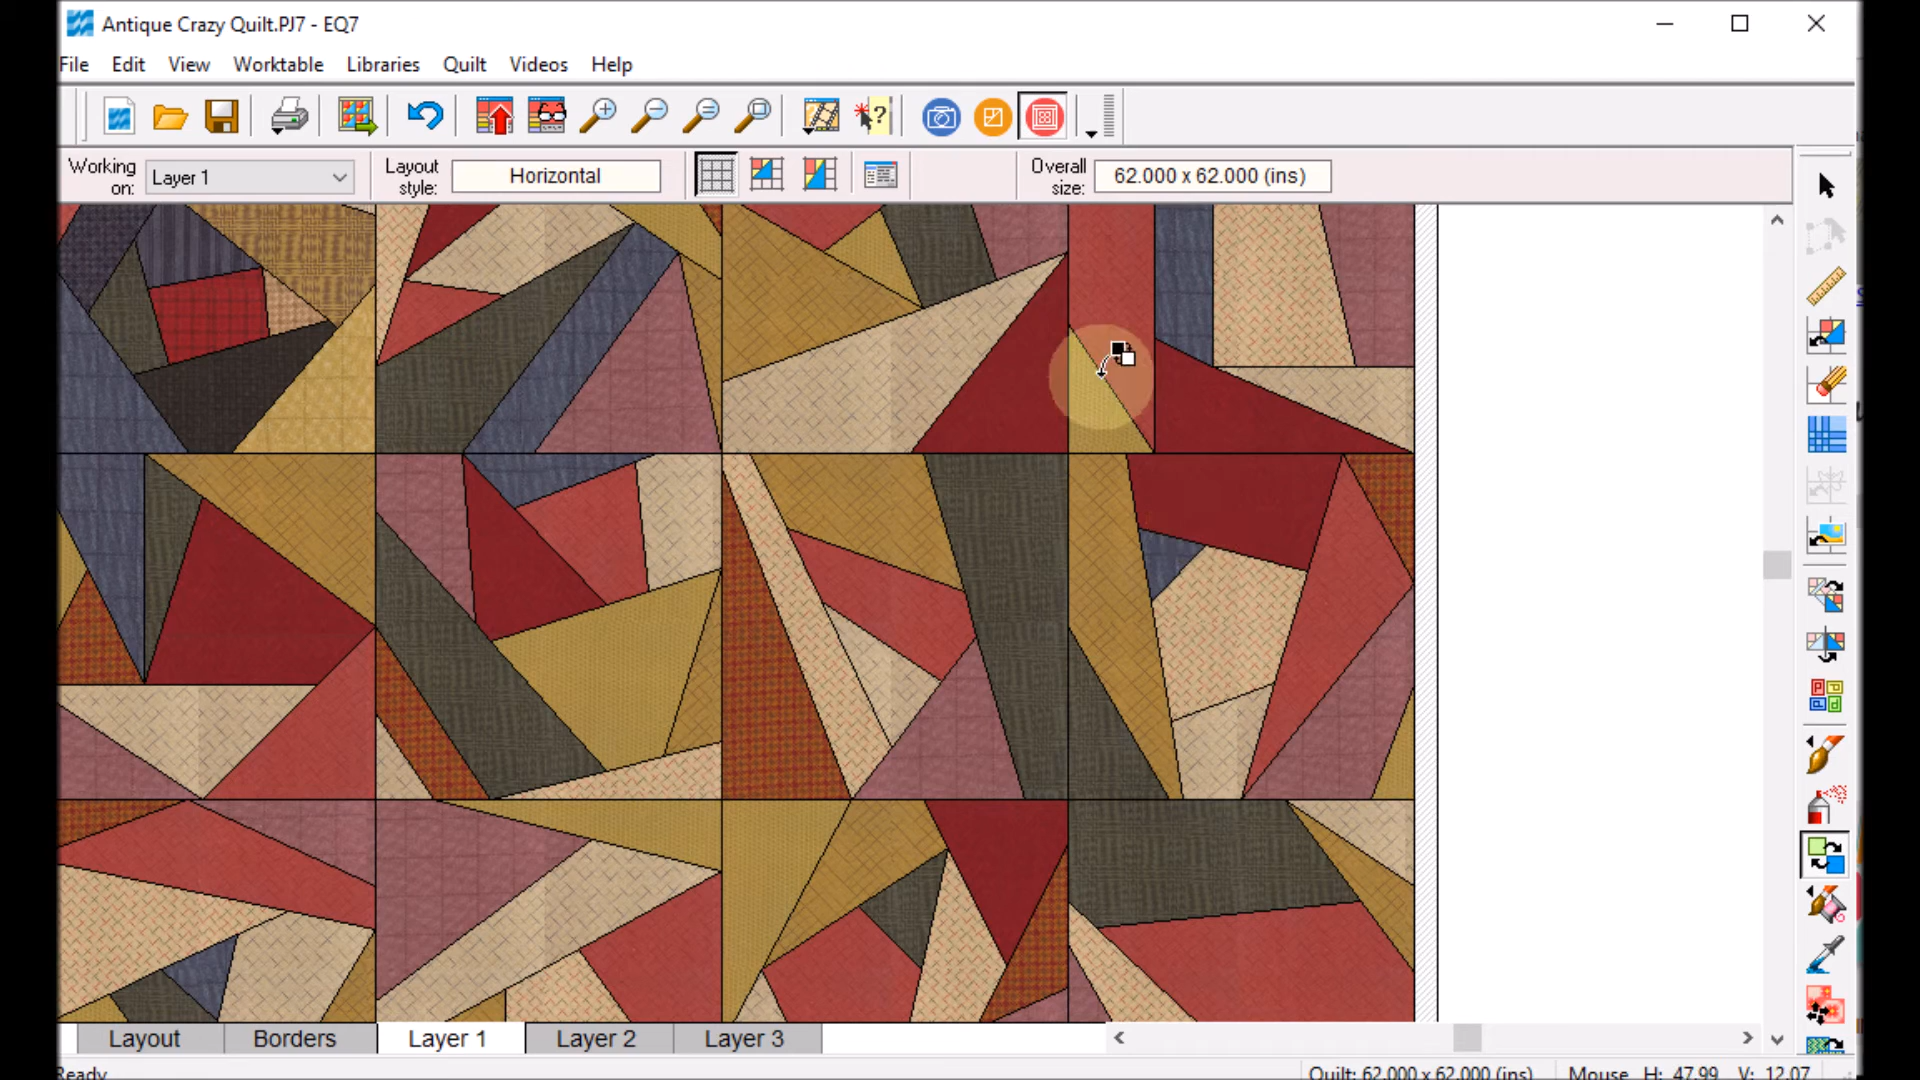 Antique Crazy Quilt.PJ7 - EQ7
File Edit View Worktable Libraries Quilt Videos Help
Working on: Layer 1 Layout style: Horizontal Overall size: 62.000 x 62.000 (ins)
Layout Borders Layer 1 Layer 2 Layer 3
Ready Quilt: 62.000 x 62.000 (ins) Mouse H: 47.99 V: 12.07